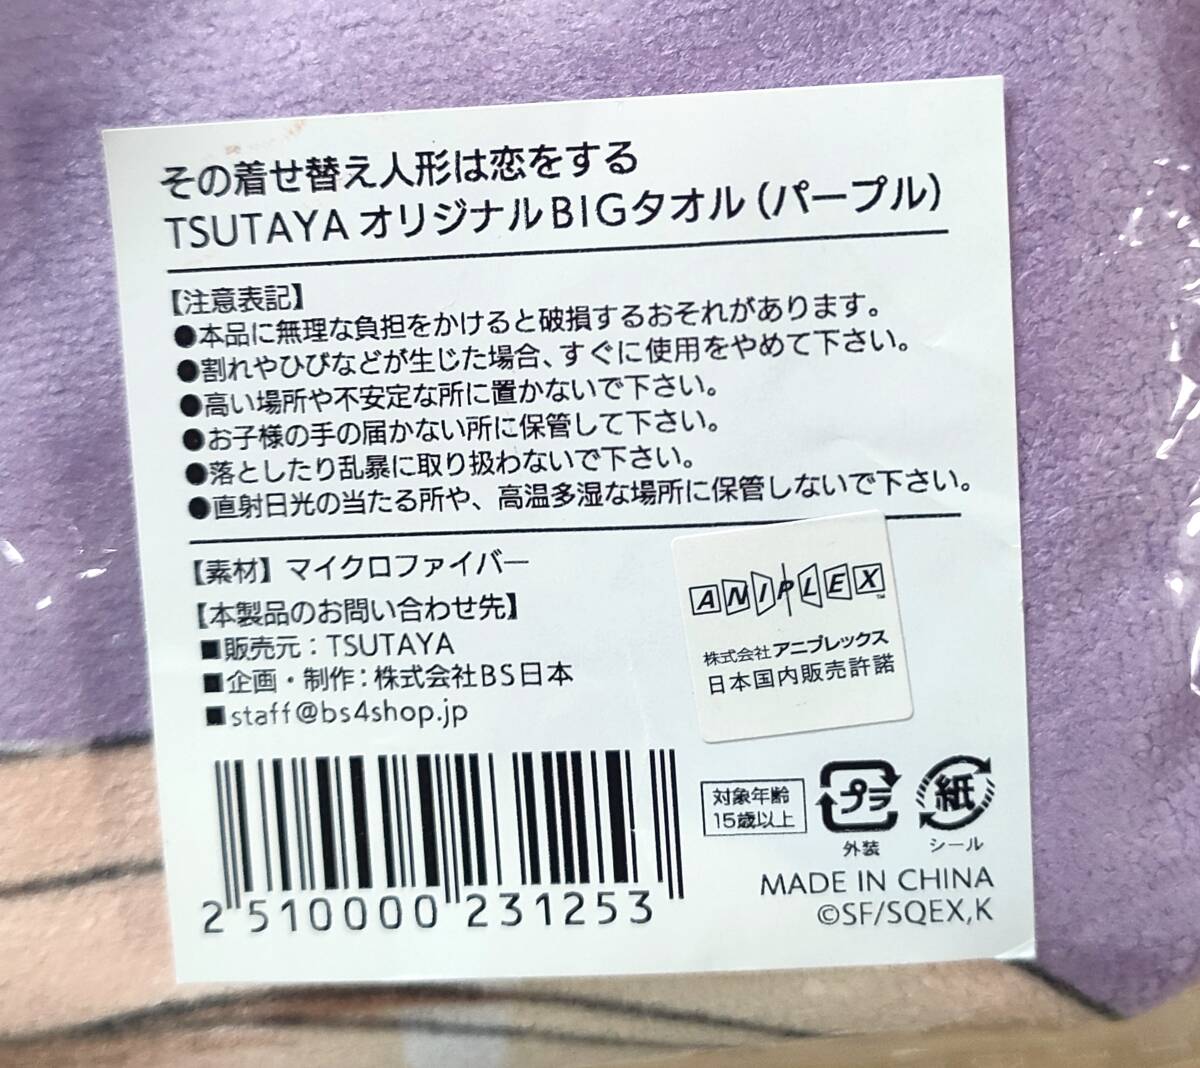 その着せ替え人形は恋をする
TSUTAYA オリジナルBIGタオル（パープル）
【注意表記】
●本品に無理な負担をかけると破損するおそれがあります。
●割れやひびなどが生じた場合、すぐに使用をやめて下さい。
●高い場所や不安定な所に置かないで下さい。
●お子様の手の届かない所に保管して下さい。
●落としたり乱暴に取り扱わないで下さい。
●直射日光の当たる所や、高温多湿な場所に保管しないで下さい。
【素材】マイクロファイバー
【本製品のお問い合わせ先】
■販売元：TSUTAYA
■企画・制作：株式会社BS日本
■staff@bs4shop.jp
ANIPLEX™
株式会社アニプレックス
日本国内販売許諾
2 510000 231253
対象年齢
15歳以上
プラ
外装
紙
シール
MADE IN CHINA
©SF/SQEX,K